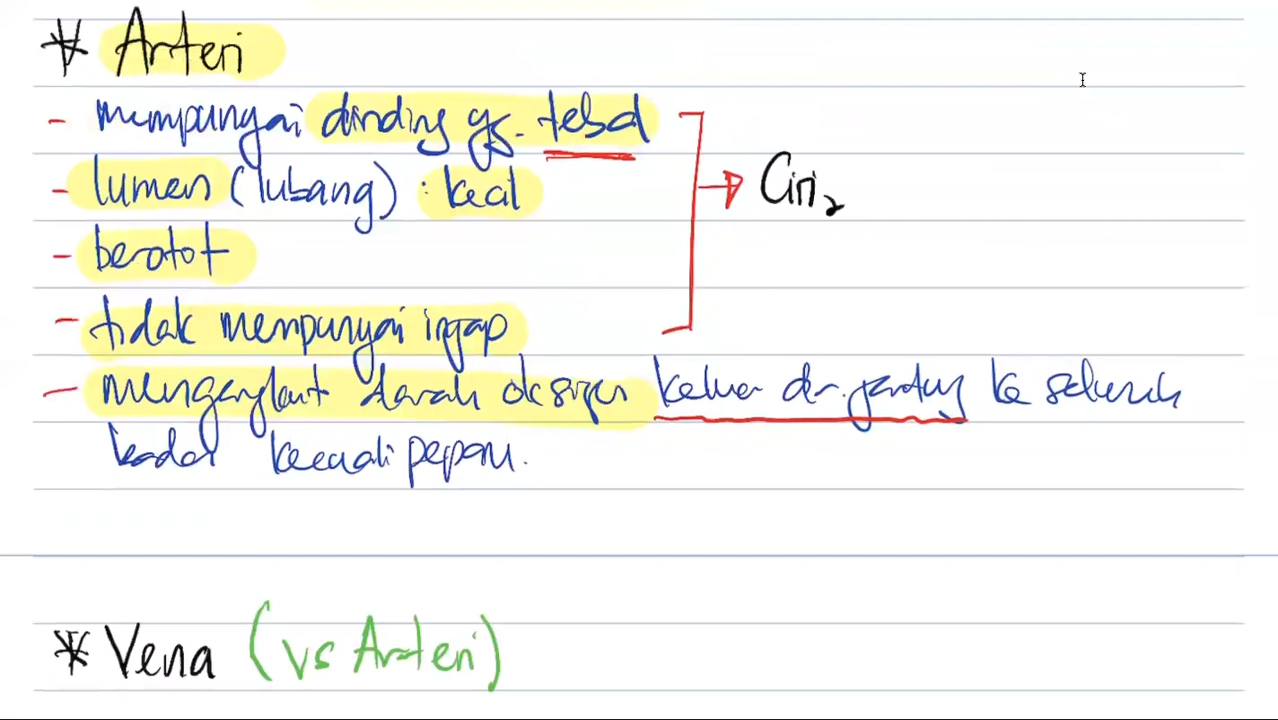 * Arteri
- mempunyai dinding yg. tebal
- lumen (lubang) : kecil
- berotot
- tidak mempunyai injap
→ Ciri2
- mengangkut darah oksigen keluar dr. jantung ke seluruh
badan kecuali peparu.
* Vena (vs Arteri)